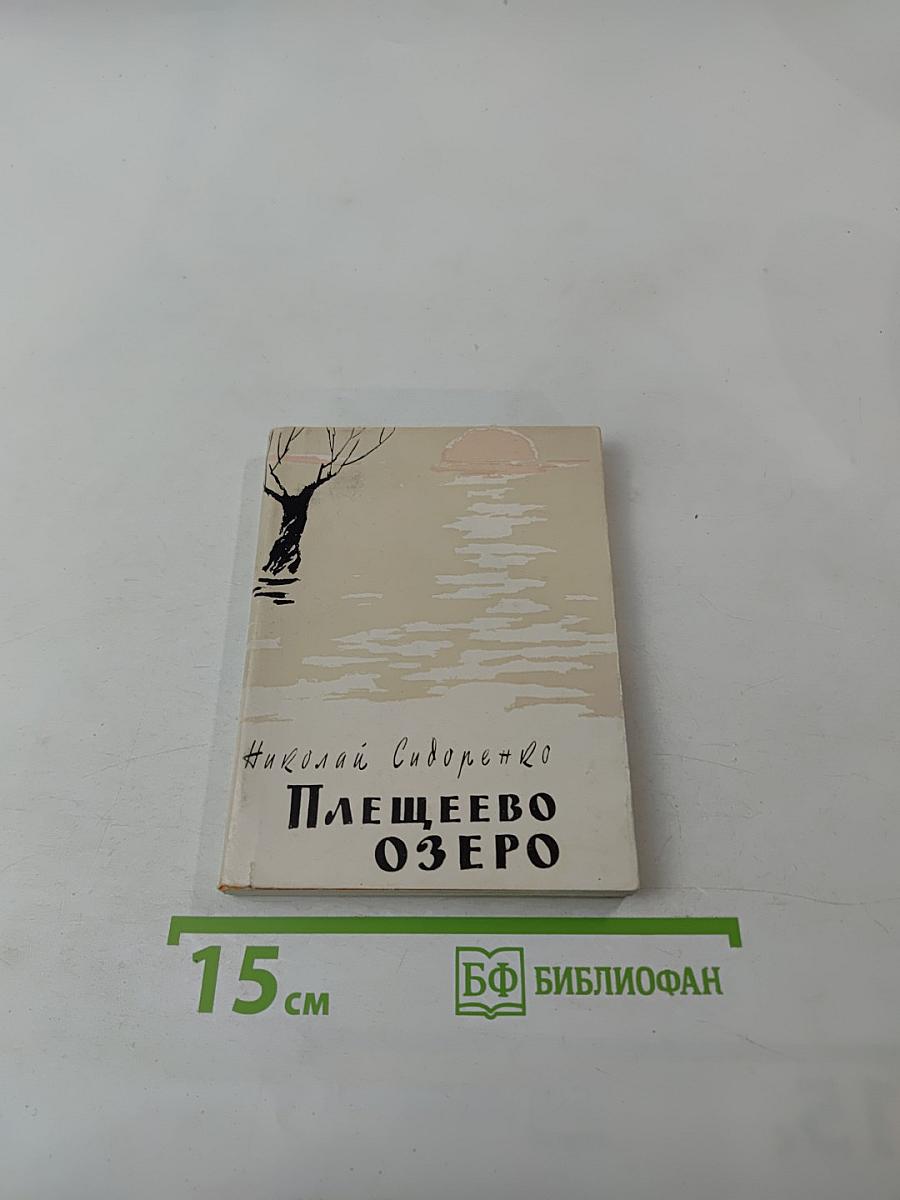 Николай Сидоренко
ПЛЕЩЕЕВО
ОЗЕРО
15 см
БФ БИБЛИОФАН